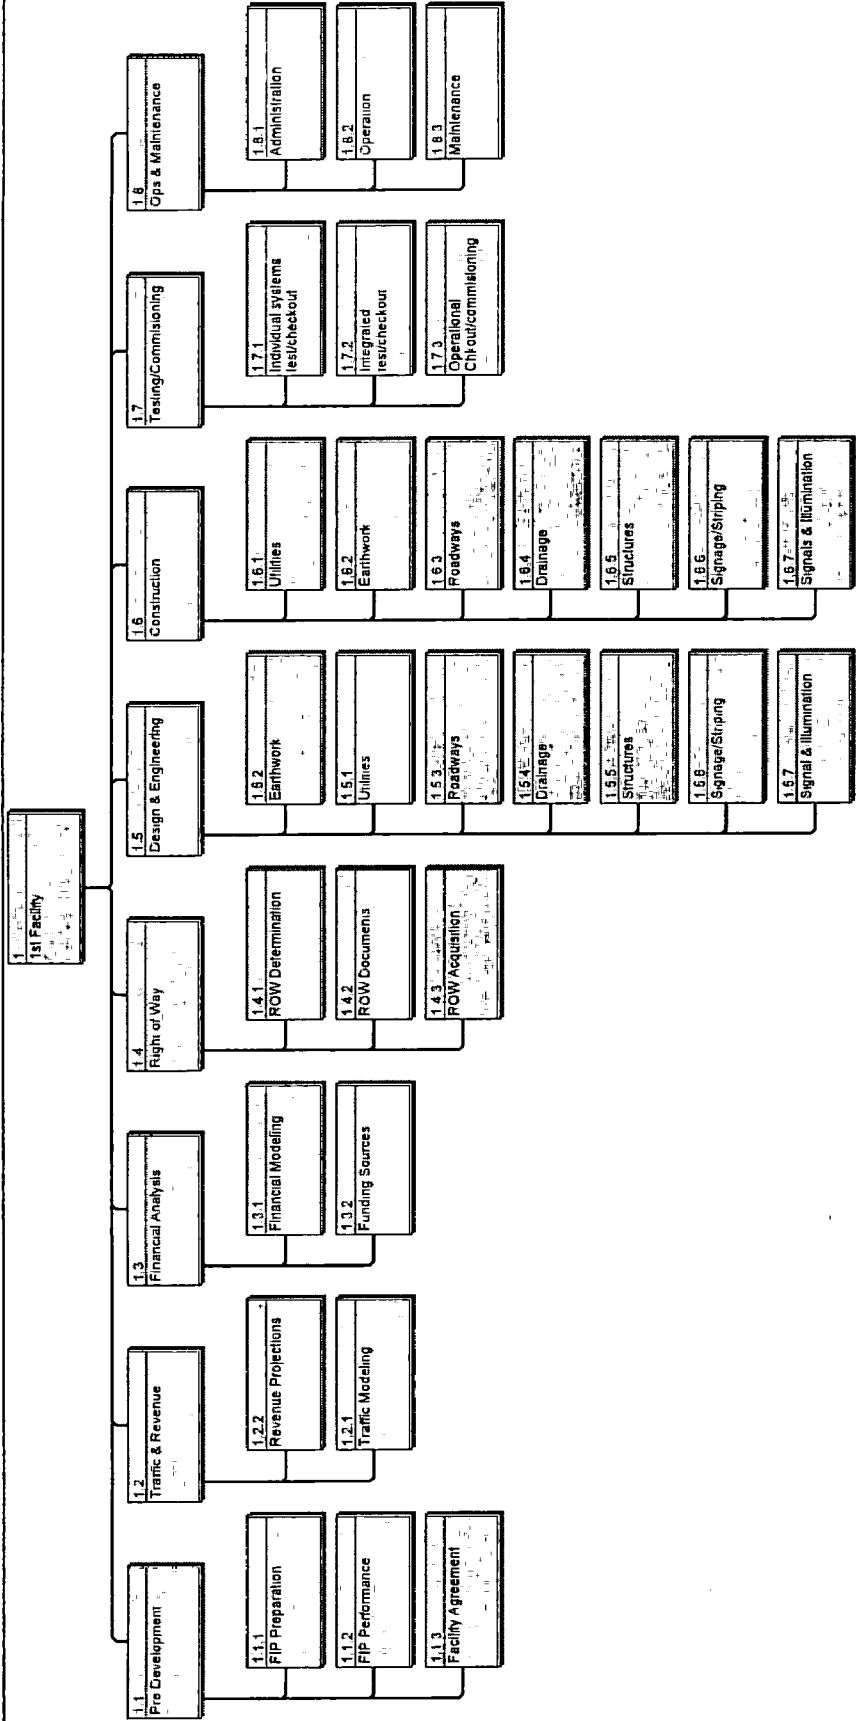 1
1st Facility
1.1
Pre Development
1.1.1
FIP Preparation
1.1.2
FIP Performance
1.1.3
Facility Agreement
1.2
Traffic & Revenue
1.2.2
Revenue Projections
1.2.1
Traffic Modeling
1.3
Financial Analysis
1.3.1
Financial Modeling
1.3.2
Funding Sources
1.4
Right of Way
1.4.1
ROW Determination
1.4.2
ROW Documents
1.4.3
ROW Acquisition
1.5
Design & Engineering
1.5.2
Earthwork
1.5.1
Utilities
1.5.3
Roadways
1.5.4
Drainage
1.5.5
Structures
1.5.6
Signage/Striping
1.5.7
Signal & Illumination
1.6
Construction
1.6.1
Utilities
1.6.2
Earthwork
1.6.3
Roadways
1.6.4
Drainage
1.6.5
Structures
1.6.6
Signage/Striping
1.6.7
Signals & Illumination
1.7
Testing/Commisioning
1.7.1
Individual systems
test/checkout
1.7.2
Integrated
test/checkout
1.7.3
Operational
Chkout/commisioning
1.8
Ops & Maintenance
1.8.1
Administration
1.8.2
Operation
1.8.3
Maintenance